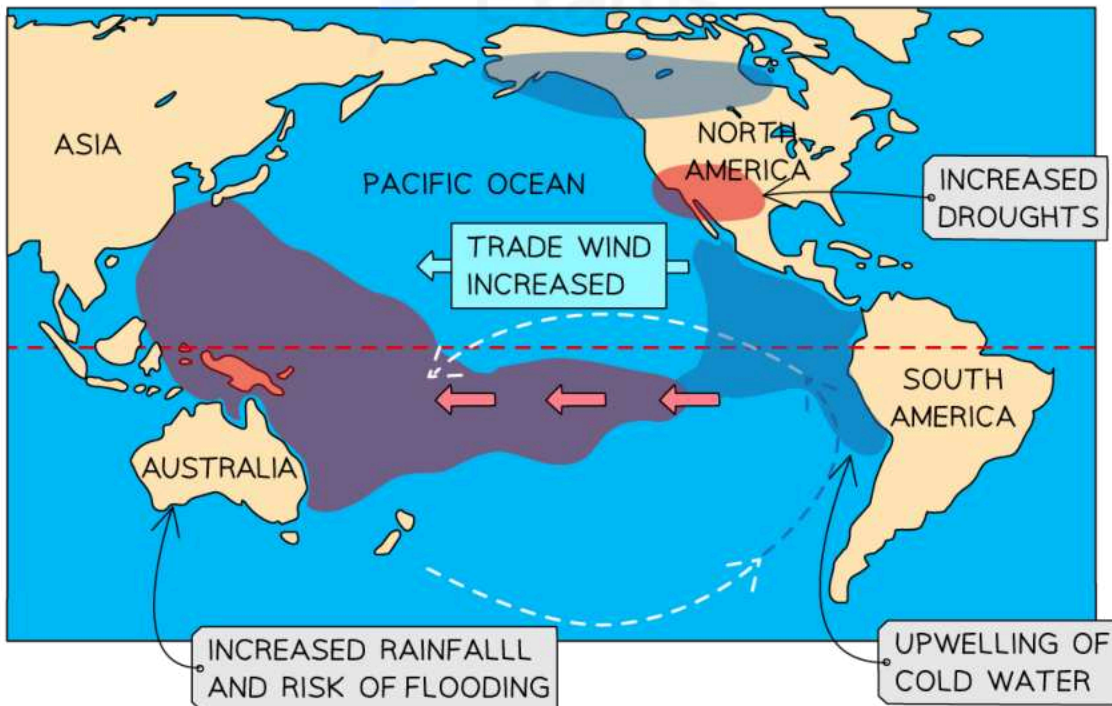 ASIA
PACIFIC OCEAN
NORTH
AMERICA
INCREASED
DROUGHTS
TRADE WIND
INCREASED
SOUTH
AMERICA
AUSTRALIA
INCREASED RAINFALLL
AND RISK OF FLOODING
UPWELLING OF
COLD WATER